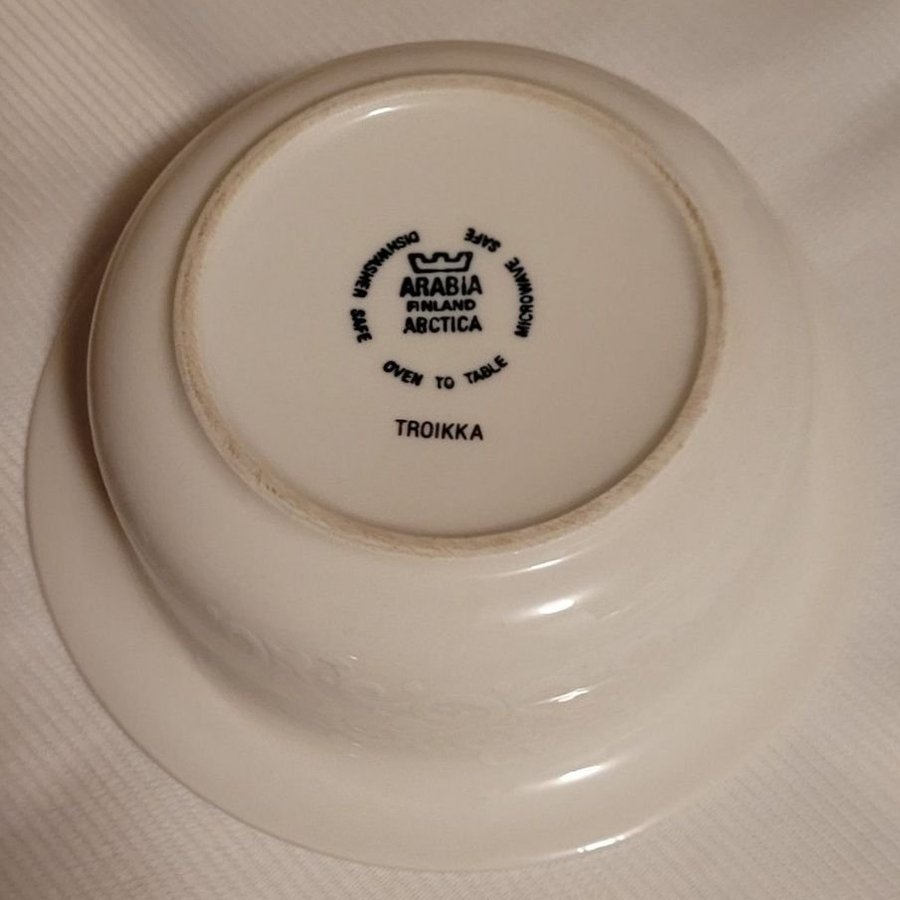 DISHWASHER SAFE
MICROWAVE SAFE
ARABIA
FINLAND
ARCTICA
OVEN TO TABLE
TROIKKA